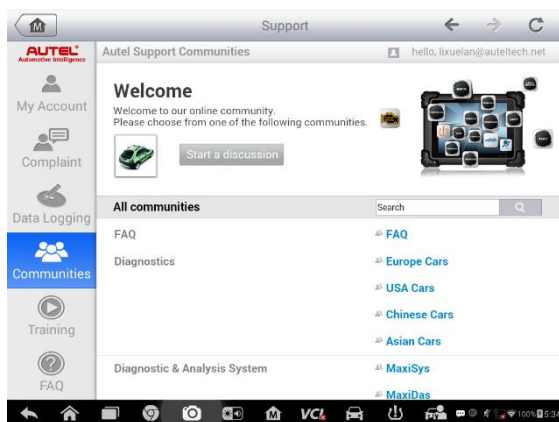 M
Support
AUTEL
Automotive Intelligence
Autel Support Communities
hello, lixuelan@auteltech.net
My Account
Complaint
Data Logging
Communities
Training
FAQ
Welcome
Welcome to our online community.
Please choose from one of the following communities.
Start a discussion
All communities
Search
FAQ
FAQ
Diagnostics
Europe Cars
USA Cars
Chinese Cars
Asian Cars
Diagnostic & Analysis System
MaxiSys
MaxiDas
M
VCI
100%
5:34